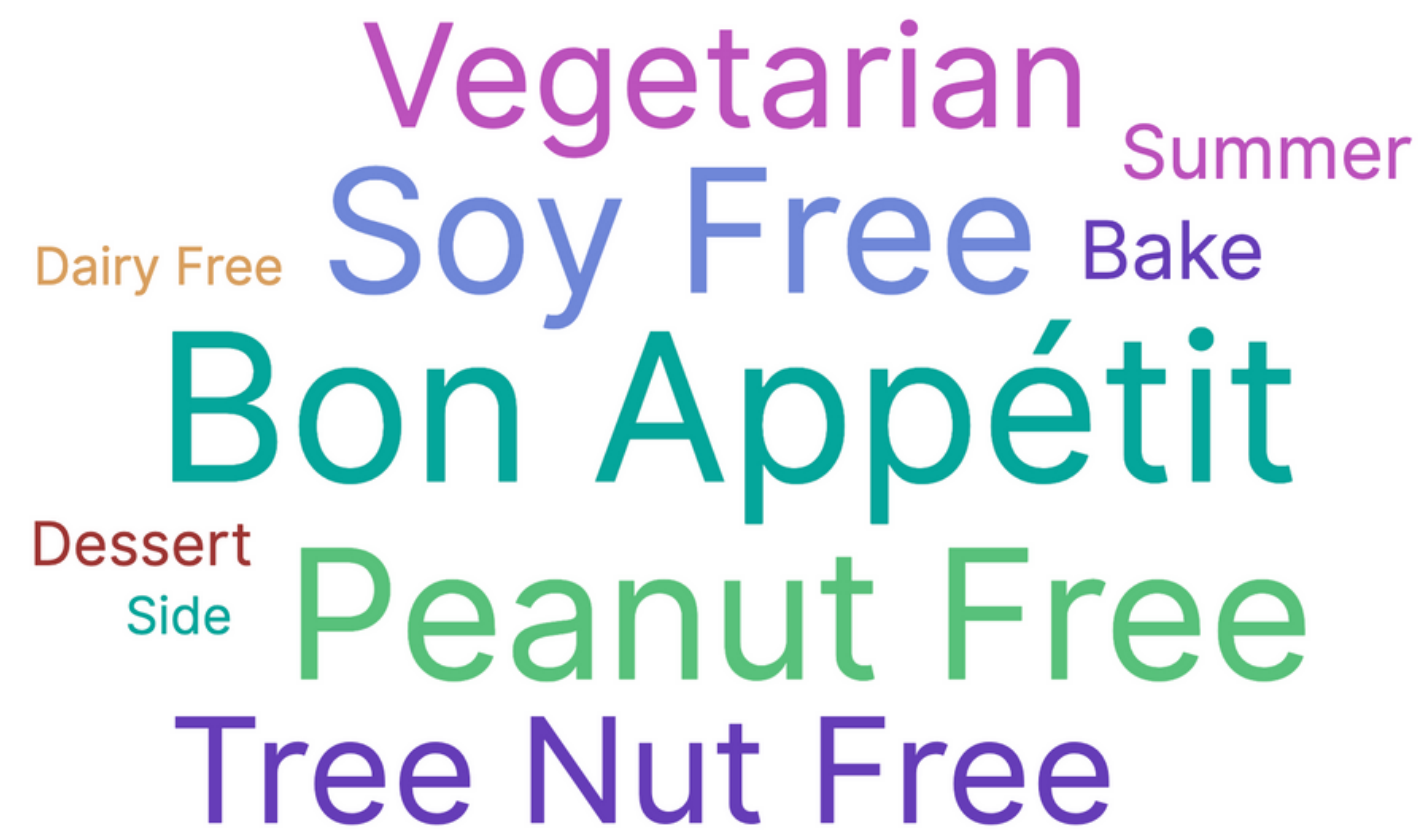 Vegetarian
Summer
Soy Free
Bake
Dairy Free
Bon Appétit
Dessert
Peanut Free
Side
Tree Nut Free